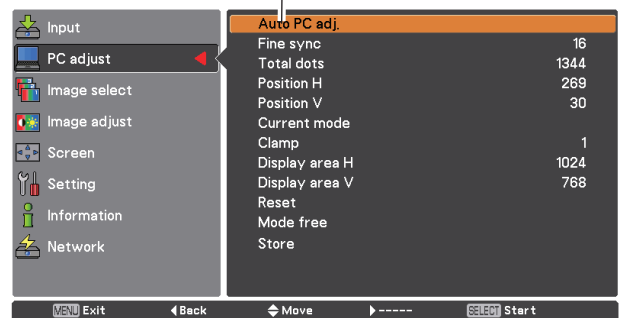 Input
PC adjust
Image select
Image adjust
Screen
Setting
Information
Network
Auto PC adj.
Fine sync 16
Total dots 1344
Position H 269
Position V 30
Current mode
Clamp 1
Display area H 1024
Display area V 768
Reset
Mode free
Store
MENU Exit Back Move ----- SELECT Start